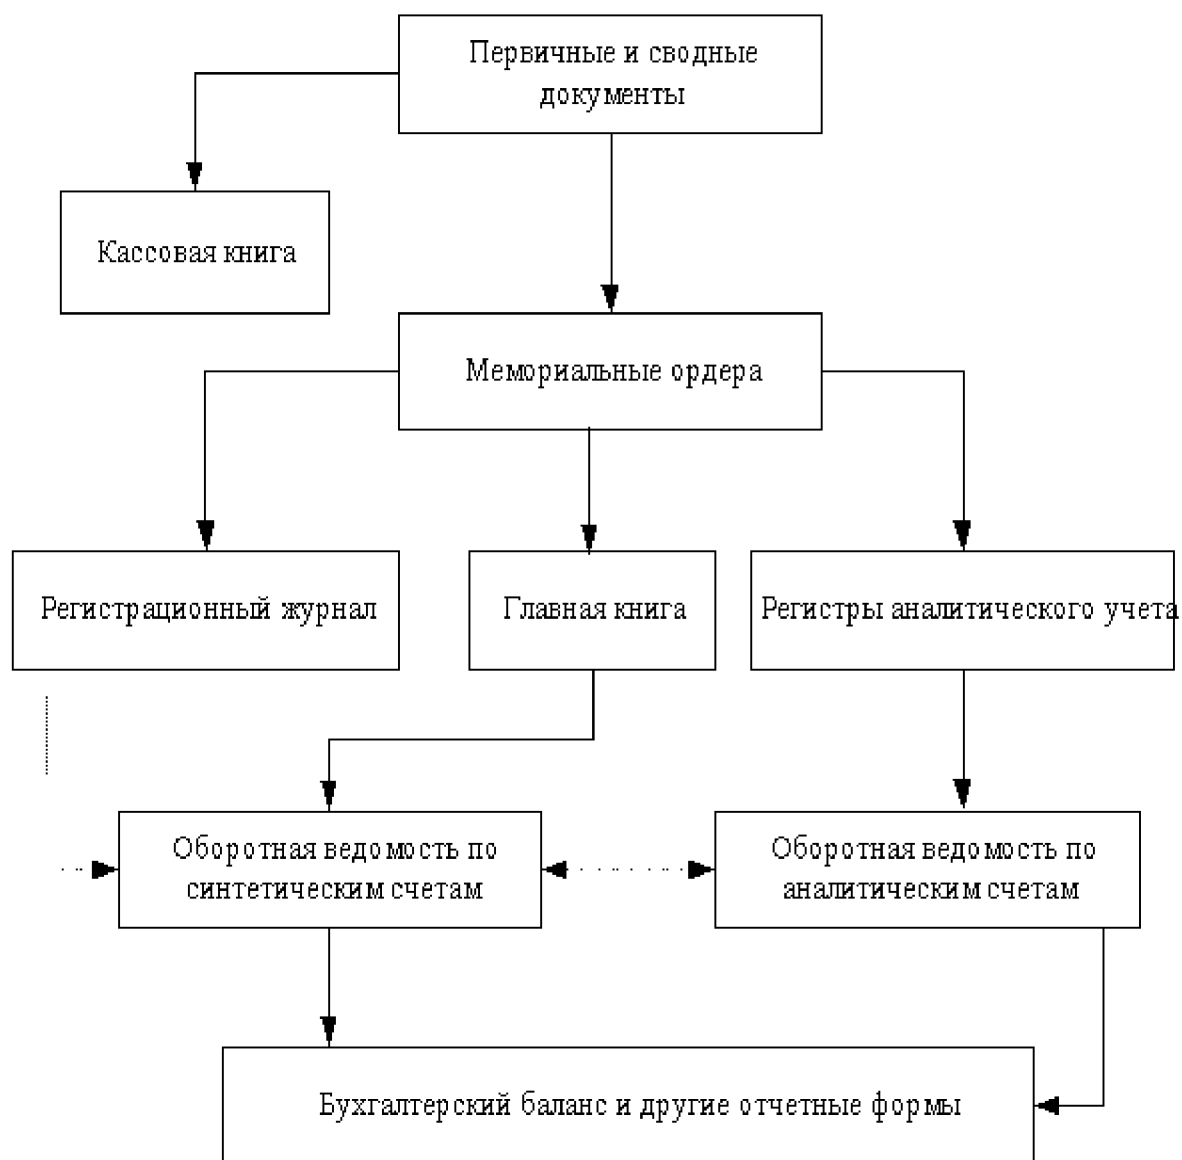 Первичные и сводные
документы
Кассовая книга
Мемориальные ордера
Регистрационный журнал
Главная книга
Регистры аналитического учета
Оборотная ведомость по
синтетическим счетам
Оборотная ведомость по
аналитическим счетам
Бухгалтерский баланс и другие отчетные формы